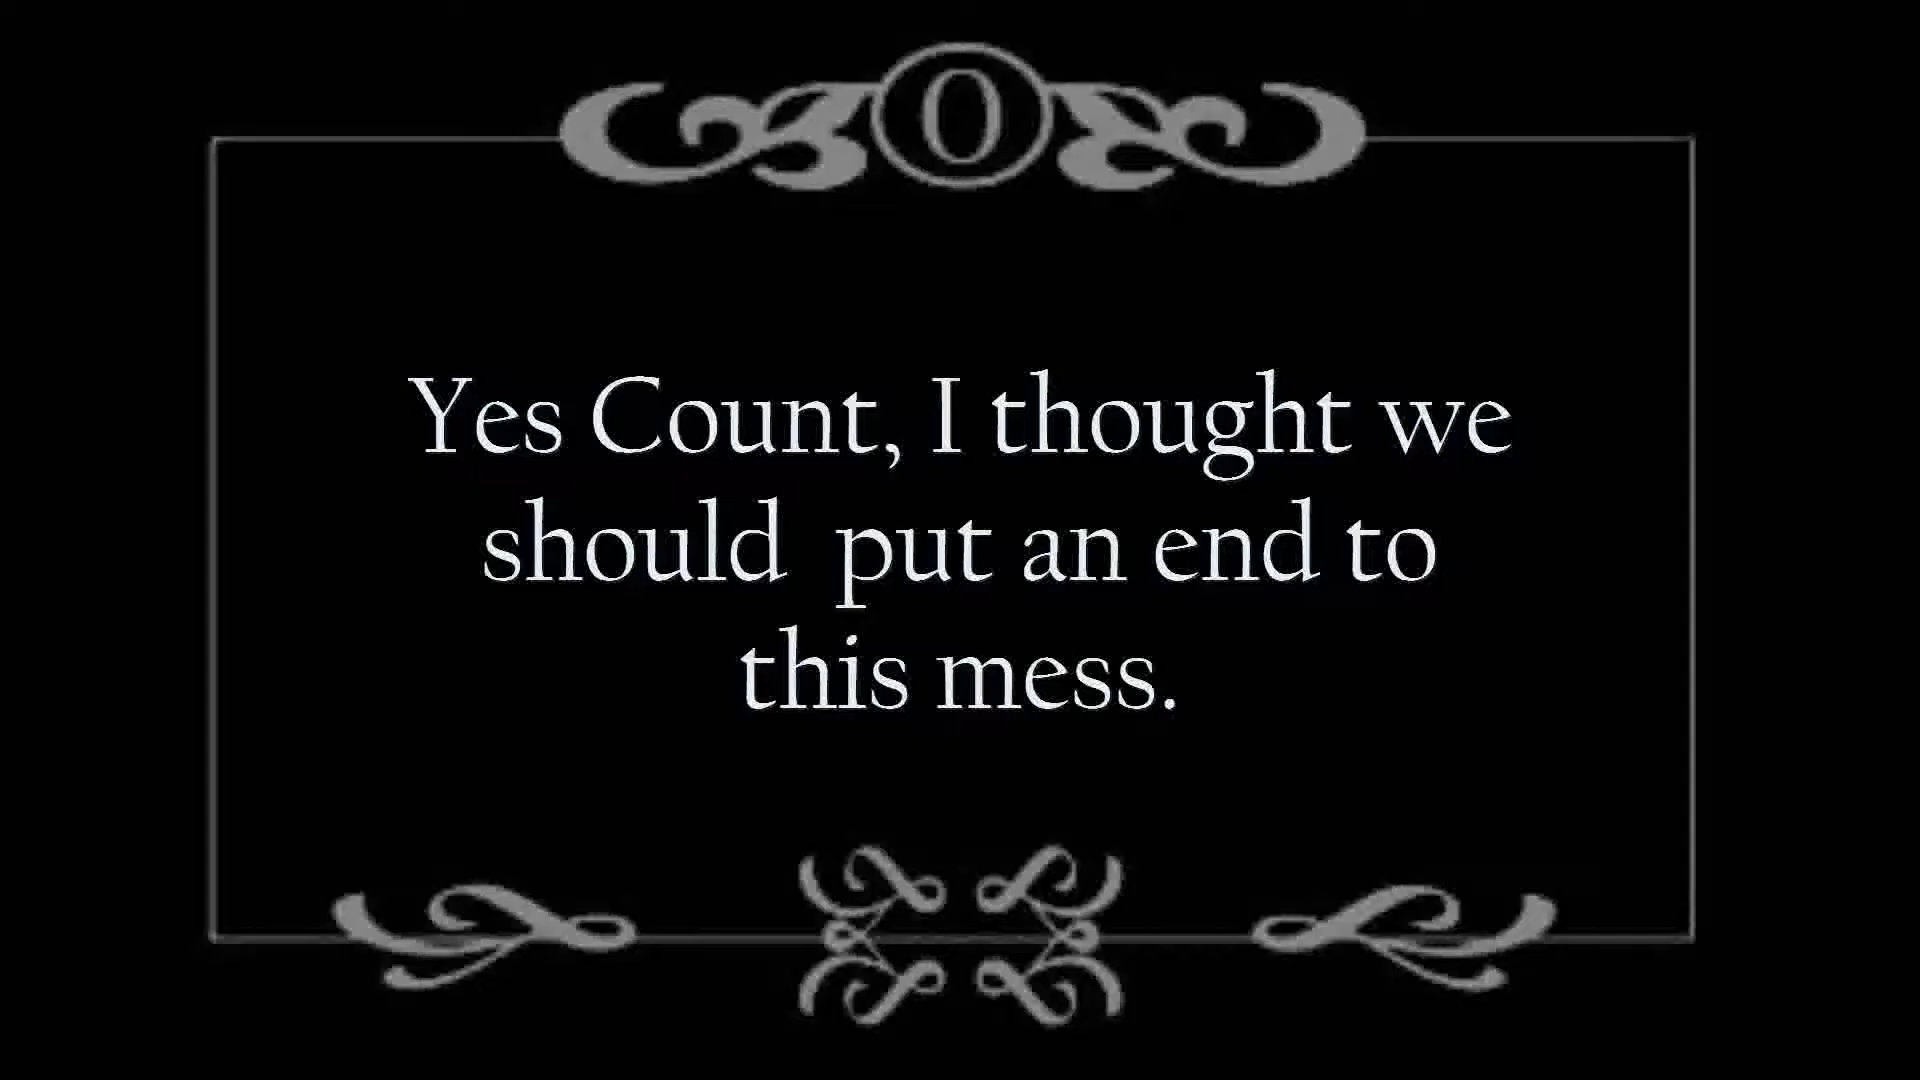 O
Yes Count, I thought we
should  put an end to
this mess.